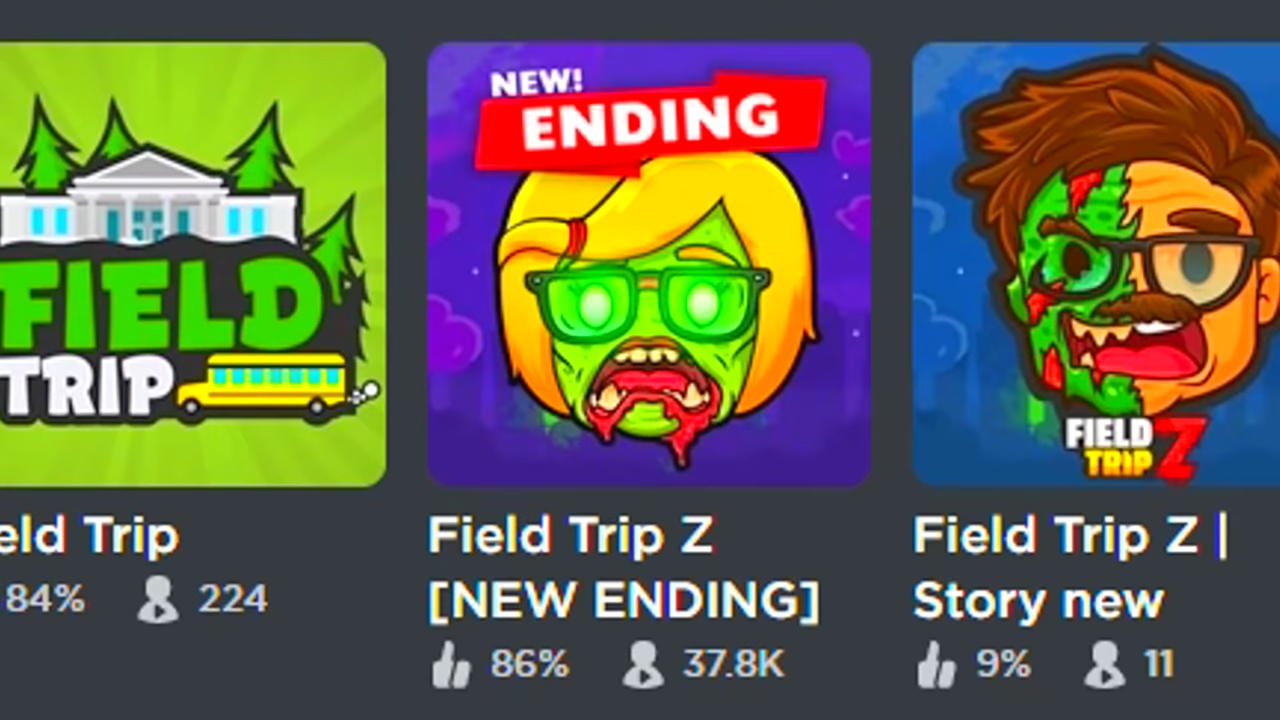 FIELD
TRIP
eld Trip
84% 224
NEW!
ENDING
Field Trip Z
[NEW ENDING]
86% 37.8K
FIELD
TRIP Z
Field Trip Z |
Story new
9% 11